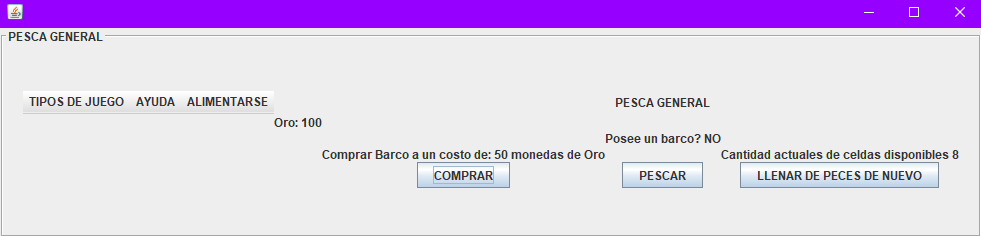 PESCA GENERAL
TIPOS DE JUEGO AYUDA ALIMENTARSE
PESCA GENERAL
Oro: 100
Posee un barco? NO
Comprar Barco a un costo de: 50 monedas de Oro
Cantidad actuales de celdas disponibles 8
COMPRAR
PESCAR
LLENAR DE PECES DE NUEVO